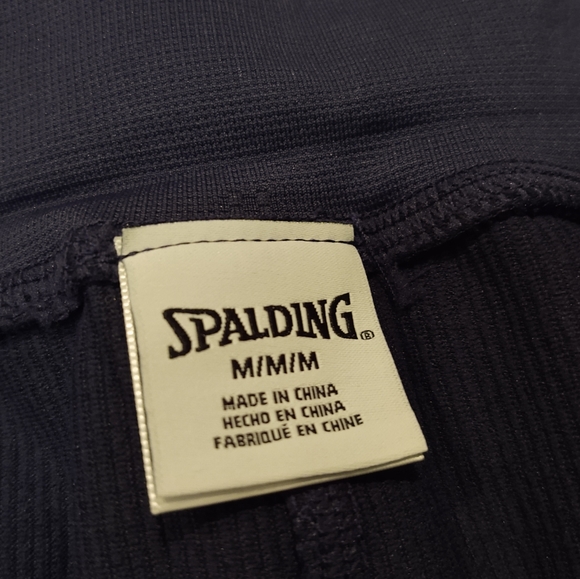 SPALDING®
M/M/M
MADE IN CHINA
HECHO EN CHINA
FABRIQUÉ EN CHINE